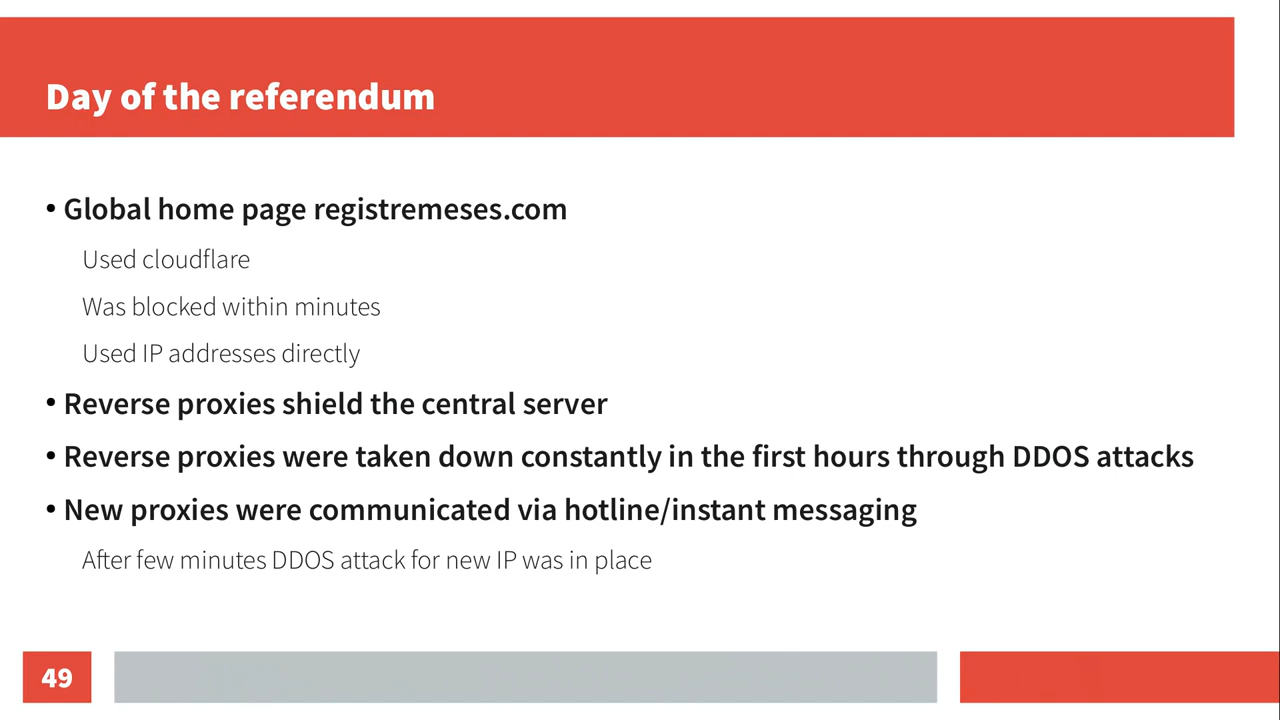 Day of the referendum
• Global home page registremeses.com
Used cloudflare
Was blocked within minutes
Used IP addresses directly
• Reverse proxies shield the central server
• Reverse proxies were taken down constantly in the first hours through DDOS attacks
• New proxies were communicated via hotline/instant messaging
After few minutes DDOS attack for new IP was in place
49